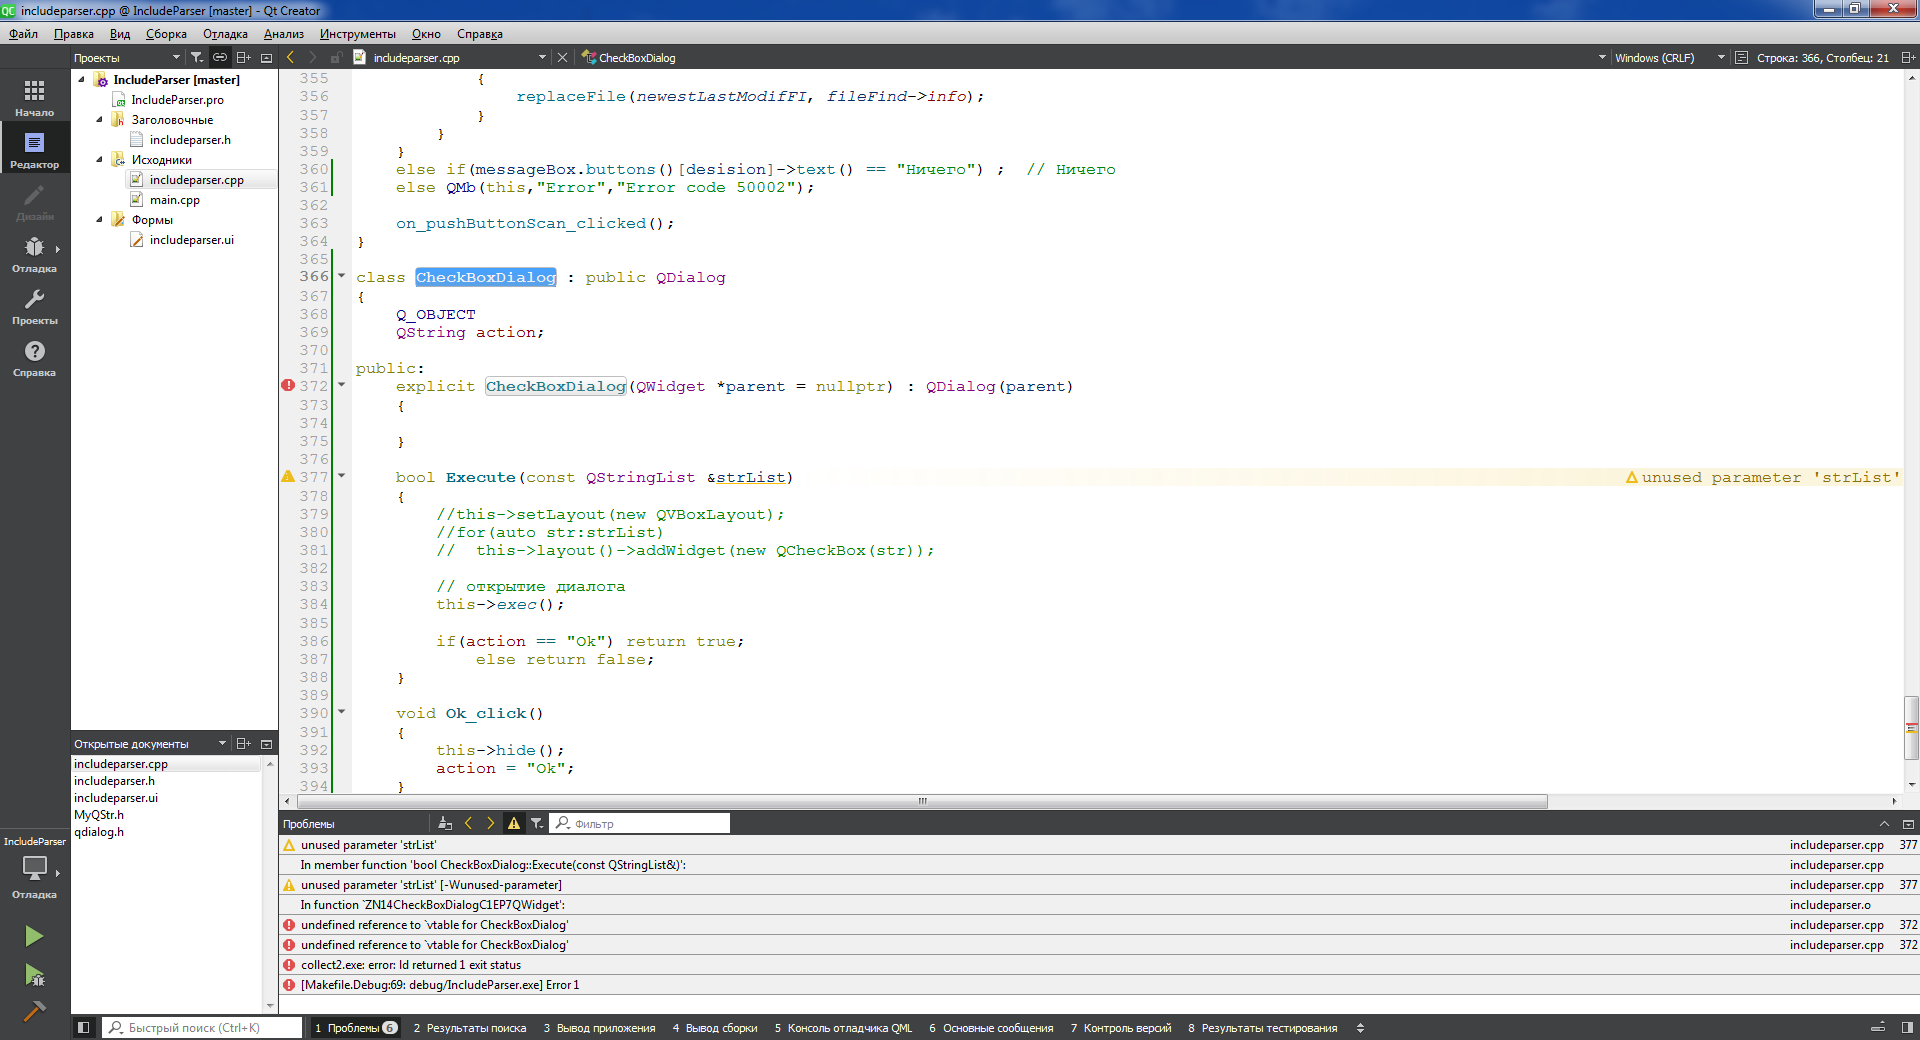 includeparser.cpp @ IncludeParser [master] - Qt Creator
Файл Правка Вид Сборка Отладка Анализ Инструменты Окно Справка
Проекты
includeparser.cpp
CheckBoxDialog
Windows (CRLF)
Строка: 366, Столбец: 21
Начало
Редактор
Дизайн
Отладка
Проекты
Справка
IncludeParser [master]
IncludeParser.pro
Заголовочные
includeparser.h
Исходники
includeparser.cpp
main.cpp
Формы
includeparser.ui
355 {
356 replaceFile(newestLastModifFI, fileFind->info);
357 }
358 }
359 }
360 else if(messageBox.buttons()[desision]->text() == "Ничего") ;  // Ничего
361 else QMb(this,"Error","Error code 50002");
362
363 on_pushButtonScan_clicked();
364 }
365
366 class CheckBoxDialog : public QDialog
367 {
368 Q_OBJECT
369 QString action;
370
371 public:
372 explicit CheckBoxDialog(QWidget *parent = nullptr) : QDialog(parent)
373 {
374
375 }
376
377 bool Execute(const QStringList &strList) unused parameter 'strList'
378 {
379 //this->setLayout(new QVBoxLayout);
380 //for(auto str:strList)
381 //  this->layout()->addWidget(new QCheckBox(str));
382
383 // открытие диалога
384 this->exec();
385
386 if(action == "Ok") return true;
387 else return false;
388 }
389
390 void Ok_click()
391 {
392 this->hide();
393 action = "Ok";
394 }
Открытые документы
includeparser.cpp
includeparser.h
includeparser.ui
MyQStr.h
qdialog.h
IncludeParser
Отладка
Проблемы
Фильтр
unused parameter 'strList' includeparser.cpp 377
In member function 'bool CheckBoxDialog::Execute(const QStringList&)': includeparser.cpp
unused parameter 'strList' [-Wunused-parameter] includeparser.cpp 377
In function `ZN14CheckBoxDialogC1EP7QWidget': includeparser.o
undefined reference to `vtable for CheckBoxDialog' includeparser.cpp 372
undefined reference to `vtable for CheckBoxDialog' includeparser.cpp 372
collect2.exe: error: ld returned 1 exit status
[Makefile.Debug:69: debug/IncludeParser.exe] Error 1
Быстрый поиск (Ctrl+K)
1 Проблемы 6
2 Результаты поиска
3 Вывод приложения
4 Вывод сборки
5 Консоль отладчика QML
6 Основные сообщения
7 Контроль версий
8 Результаты тестирования